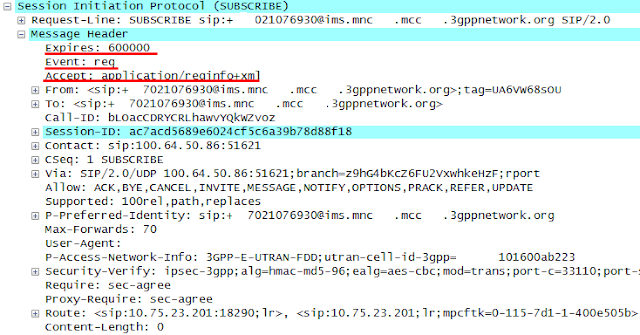 Session Initiation Protocol (SUBSCRIBE)
Request-Line: SUBSCRIBE sip:+ 021076930@ims.mnc .mcc .3gppnetwork.org SIP/2.0
Message Header
Expires: 600000
Event: reg
Accept: application/reginfo+xml
From: <sip:+ 7021076930@ims.mnc .mcc .3gppnetwork.org>;tag=UA6VW68sOU
To: <sip:+ 7021076930@ims.mnc .mcc .3gppnetwork.org>
Call-ID: bLOacCDRYCRLhawvYQkWZvoz
Session-ID: ac7acd5689e6024cf5c6a39b78d88f18
Contact: sip:100.64.50.86:51621
CSeq: 1 SUBSCRIBE
Via: SIP/2.0/UDP 100.64.50.86:51621;branch=z9hG4bKcZ6FU2VxwhkeHzF;rport
Allow: ACK,BYE,CANCEL,INVITE,MESSAGE,NOTIFY,OPTIONS,PRACK,REFER,UPDATE
Supported: 100rel,path,replaces
P-Preferred-Identity: sip:+ 7021076930@ims.mnc .mcc .3gppnetwork.org
Max-Forwards: 70
User-Agent:
P-Access-Network-Info: 3GPP-E-UTRAN-FDD;utran-cell-id-3gpp= 101600ab223
Security-Verify: ipsec-3gpp;alg=hmac-md5-96;ealg=aes-cbc;mod=trans;port-c=33110;port-s
Require: sec-agree
Proxy-Require: sec-agree
Route: <sip:10.75.23.201:18290;lr>, <sip:10.75.23.201;lr;mpcftk=0-115-7d1-1-400e505b>
Content-Length: 0